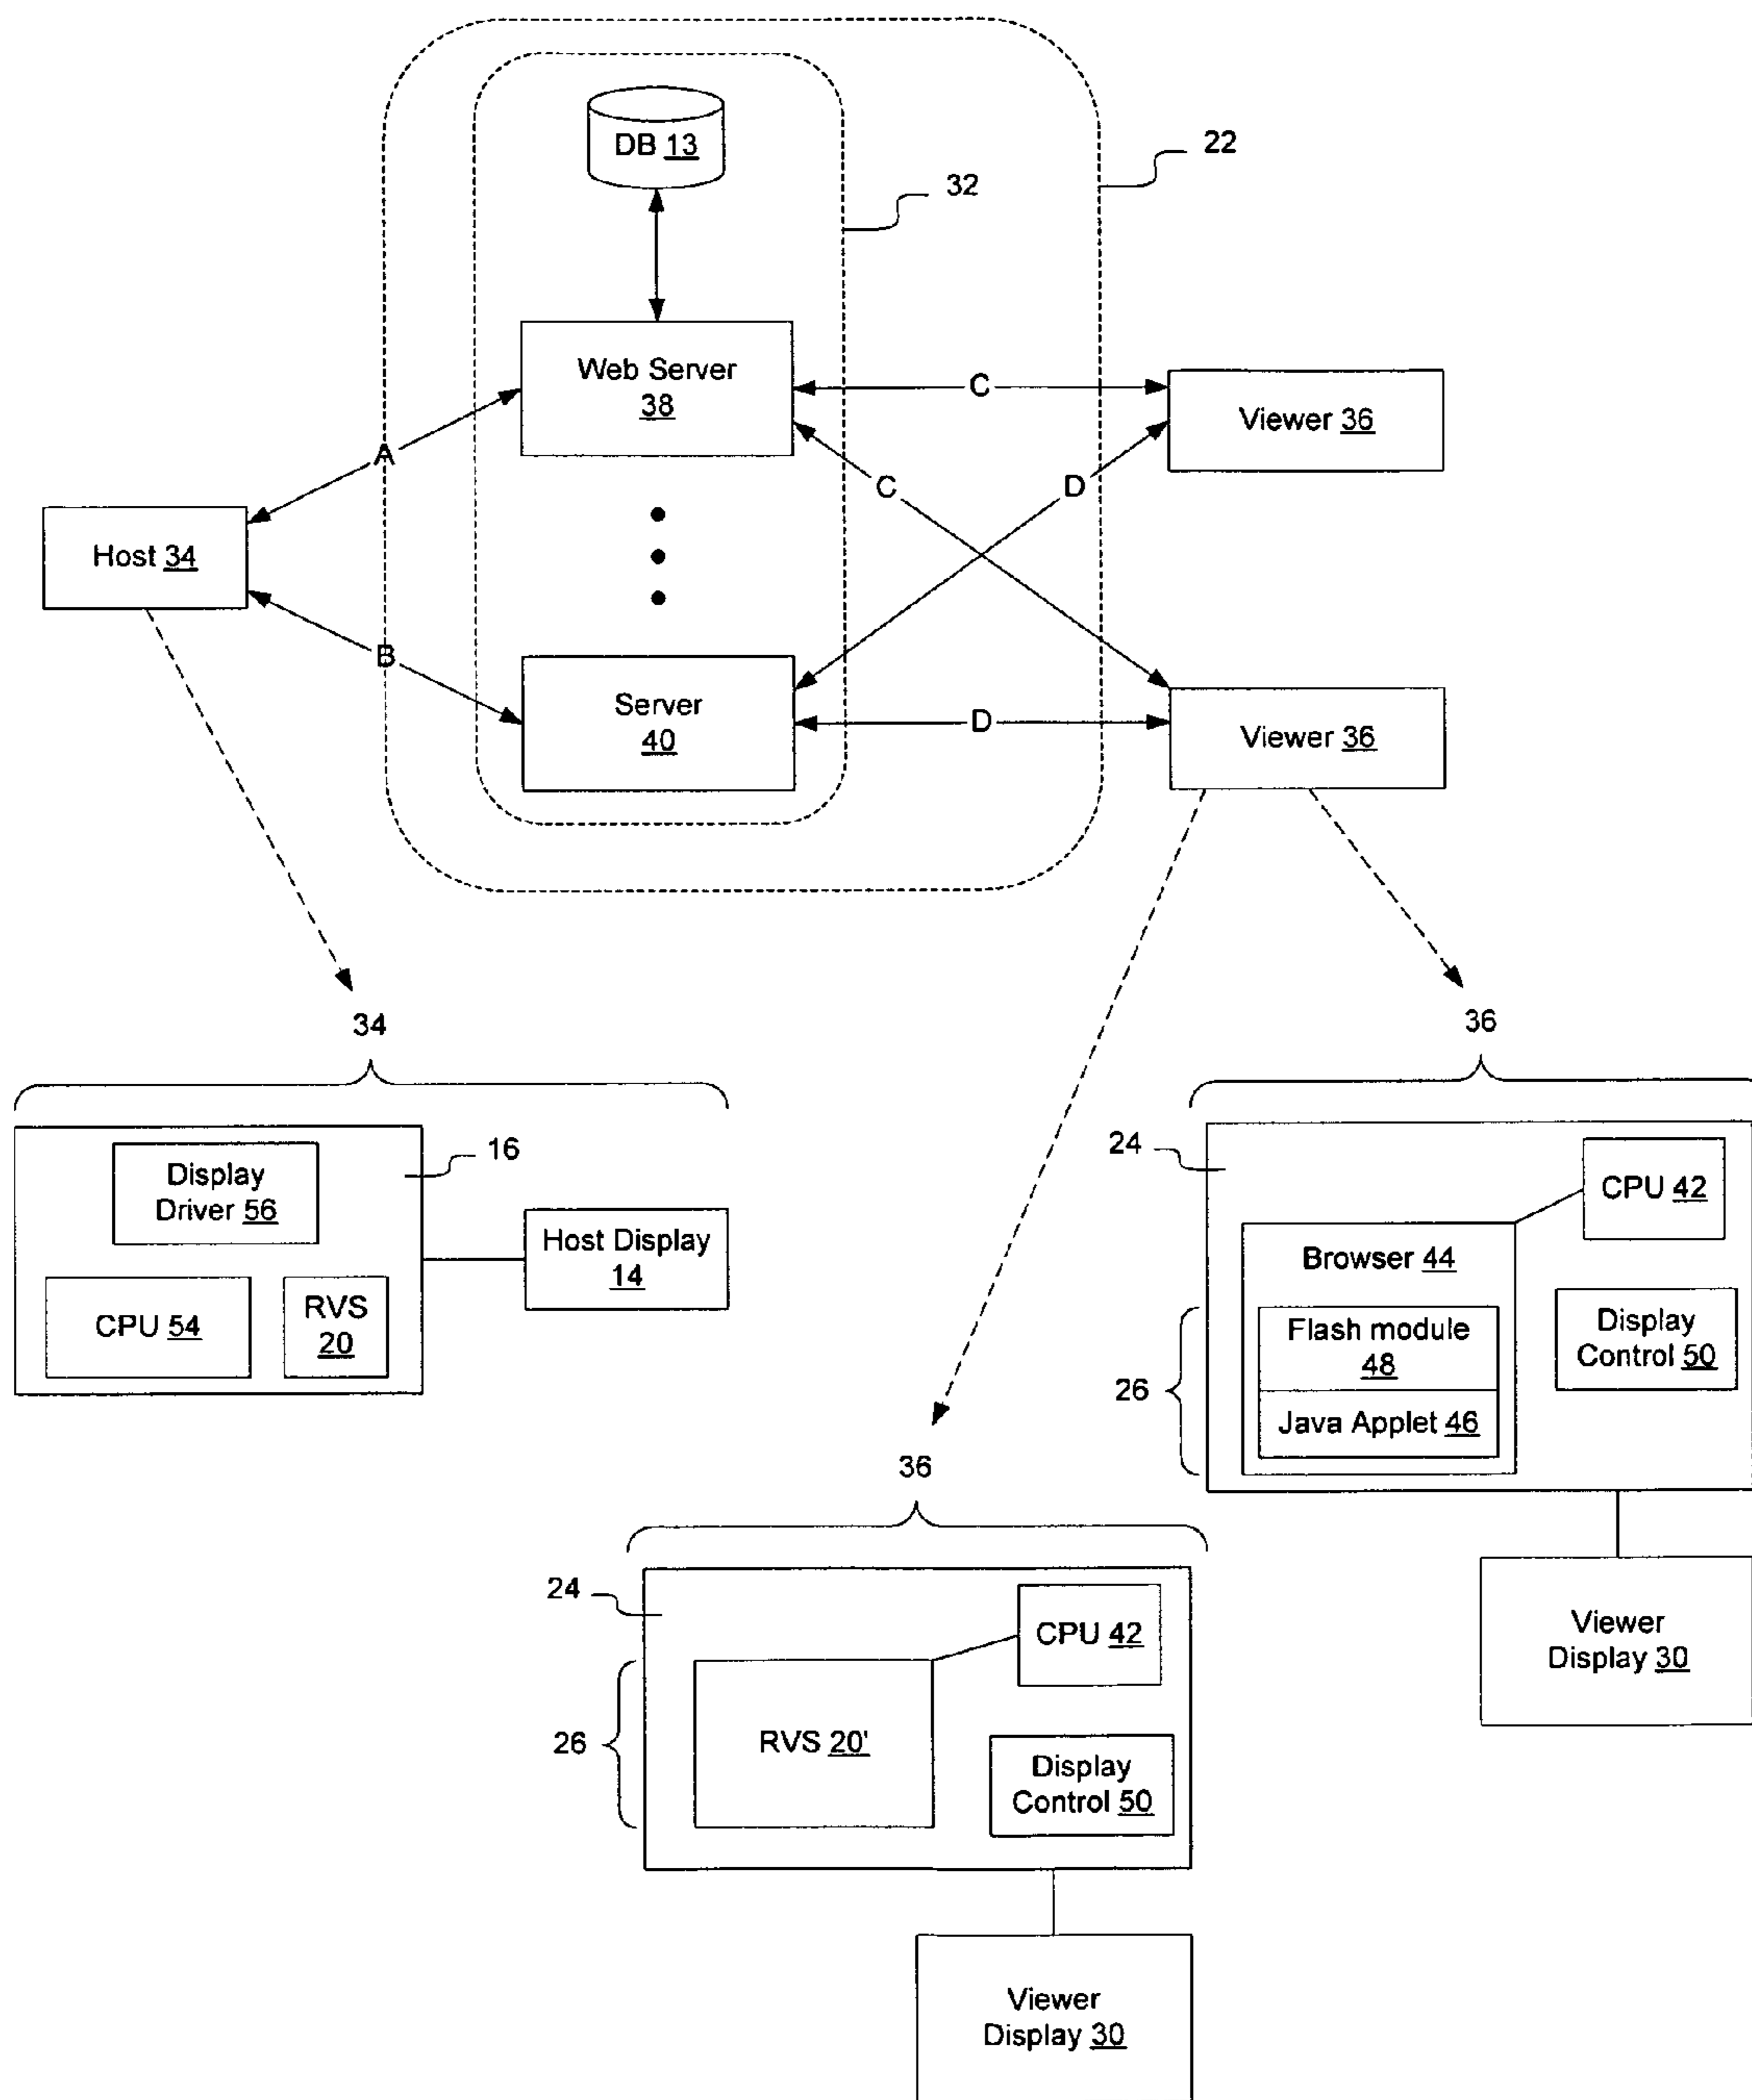 DB 13
22
32
Web Server
38
C
Viewer 36
A
C
D
Host 34
B
Server
40
D
Viewer 36
34
36
16
Display
Driver 56
Host Display
14
CPU 54
RVS
20
24
CPU 42
Browser 44
Flash module
48
Display
Control 50
26
Java Applet 46
36
Viewer
Display 30
24
CPU 42
26
RVS 20'
Display
Control 50
Viewer
Display 30